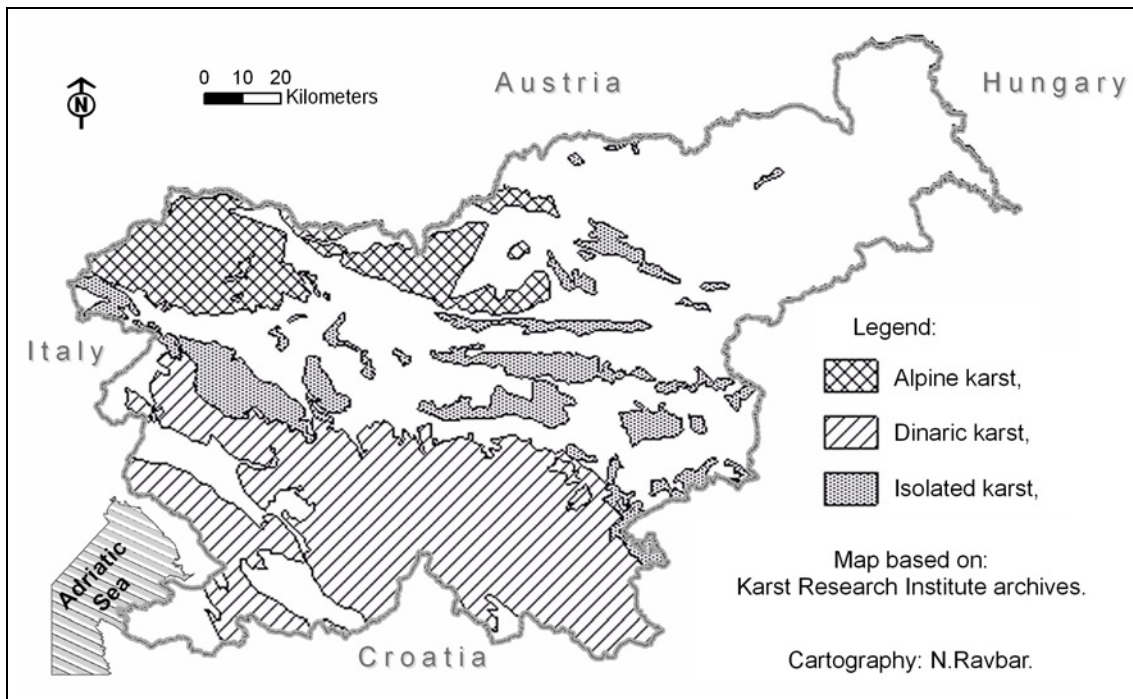 N
0 10 20
Kilometers
Austria
Hungary
Italy
Adriatic
Sea
Croatia
Legend:
Alpine karst,
Dinaric karst,
Isolated karst,
Map based on:
Karst Research Institute archives.
Cartography: N.Ravbar.